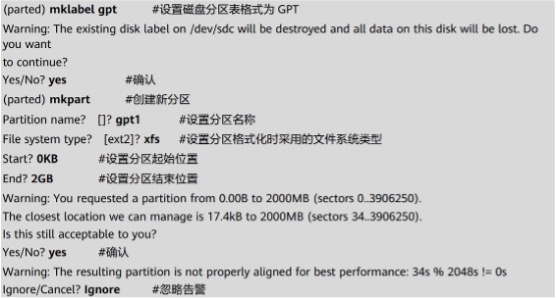 (parted) mklabel gpt #设置磁盘分区表格式为 GPT
Warning: The existing disk label on /dev/sdc will be destroyed and all data on this disk will be lost. Do
you want
to continue?
Yes/No? yes #确认
(parted) mkpart #创建新分区
Partition name? []? gpt1 #设置分区名称
File system type? [ext2]? xfs #设置分区格式化时采用的文件系统类型
Start? 0KB #设置分区起始位置
End? 2GB #设置分区结束位置
Warning: You requested a partition from 0.00B to 2000MB (sectors 0..3906250).
The closest location we can manage is 17.4kB to 2000MB (sectors 34..3906250).
Is this still acceptable to you?
Yes/No? yes #确认
Warning: The resulting partition is not properly aligned for best performance: 34s % 2048s != 0s
Ignore/Cancel? Ignore #忽略告警